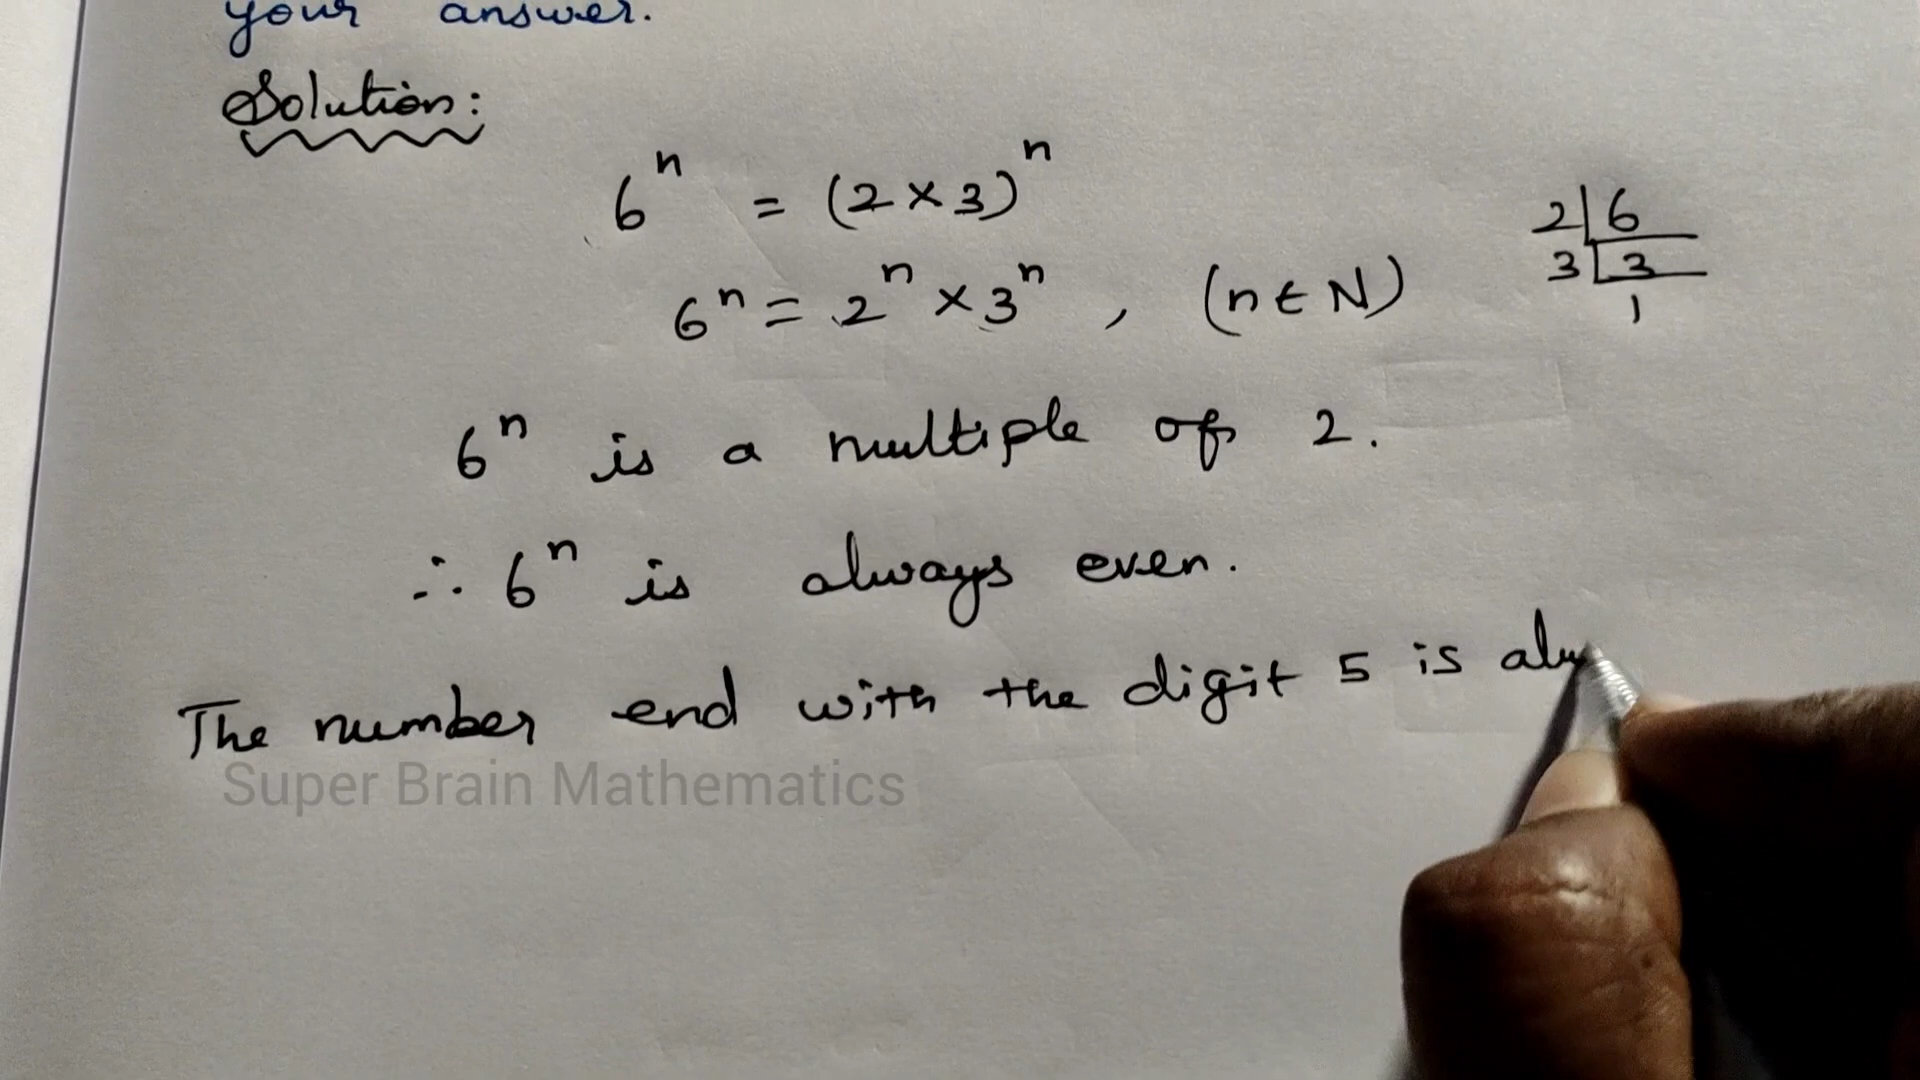 your answer.
Solution:
6ⁿ = (2 × 3)ⁿ
2 | 6
3 | 3
1
6ⁿ = 2ⁿ × 3ⁿ , (n ∈ N)
6ⁿ is a multiple of 2.
∴ 6ⁿ is always even.
The number end with the digit 5 is alw
Super Brain Mathematics